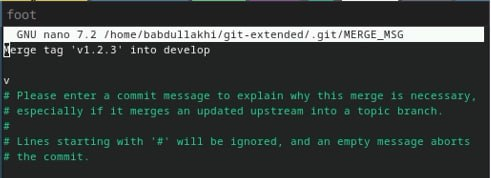 foot
GNU nano 7.2 /home/babdullakhi/git-extended/.git/MERGE_MSG
Merge tag 'v1.2.3' into develop
v
# Please enter a commit message to explain why this merge is necessary,
# especially if it merges an updated upstream into a topic branch.
#
# Lines starting with '#' will be ignored, and an empty message aborts
# the commit.